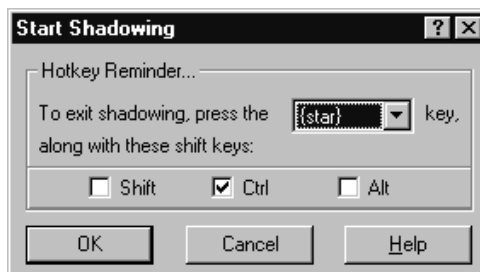 Start Shadowing
Hotkey Reminder...
To exit shadowing, press the {star} key,
along with these shift keys:
Shift Ctrl Alt
OK Cancel Help